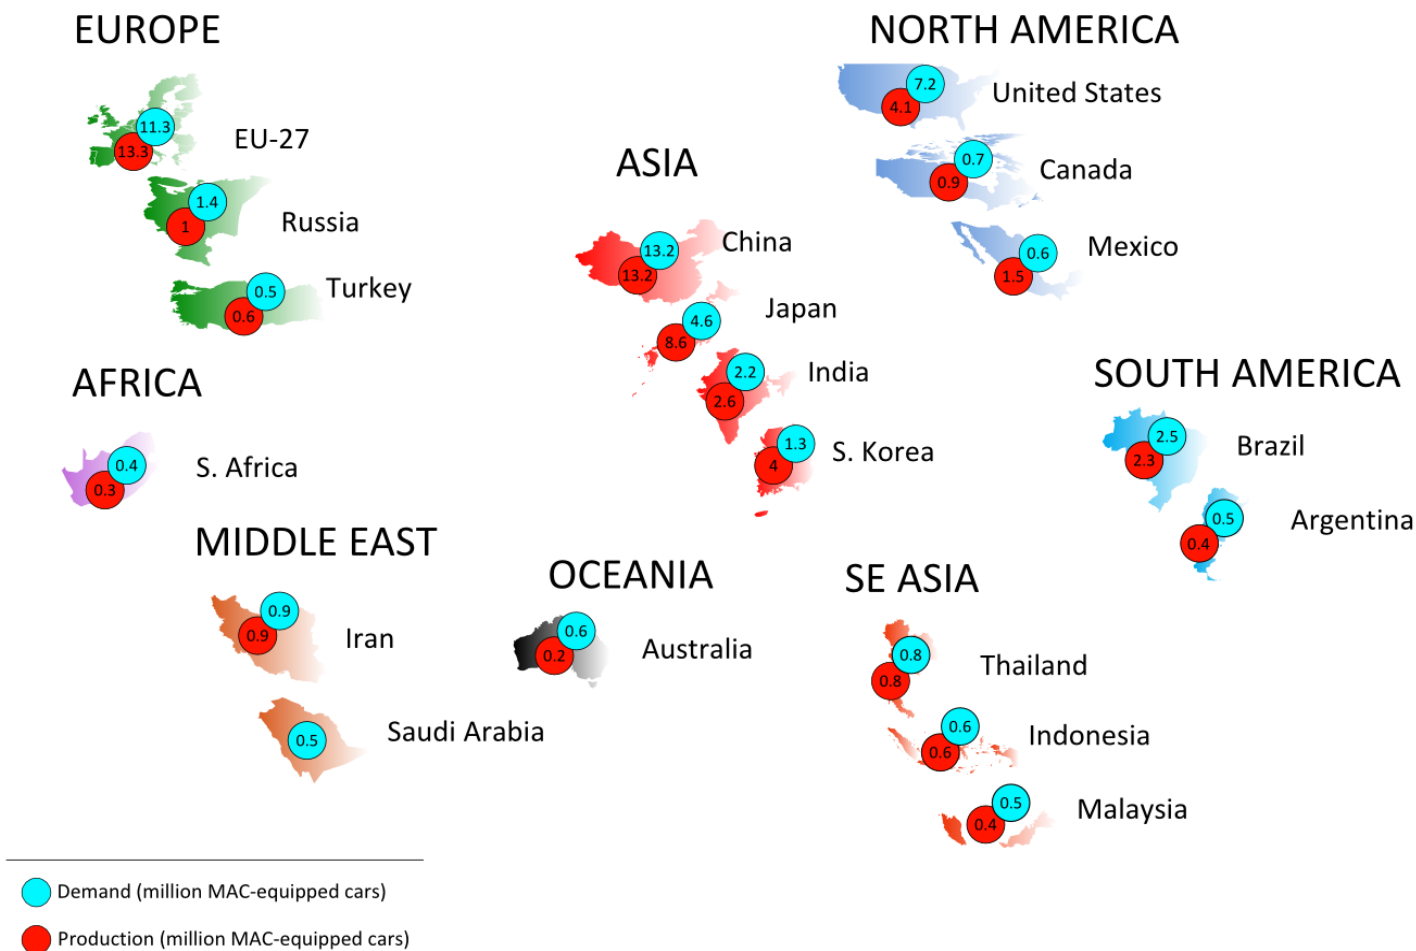 EUROPE
11.3
13.3
EU-27
1.4
1
Russia
0.5
0.6
Turkey
AFRICA
0.4
0.3
S. Africa
MIDDLE EAST
0.9
0.9
Iran
0.5
Saudi Arabia
ASIA
13.2
13.2
China
4.6
8.6
Japan
2.2
2.6
India
1.3
4
S. Korea
OCEANIA
0.6
0.2
Australia
NORTH AMERICA
7.2
4.1
United States
0.7
0.9
Canada
0.6
1.5
Mexico
SOUTH AMERICA
2.5
2.3
Brazil
0.5
0.4
Argentina
SE ASIA
0.8
0.8
Thailand
0.6
0.6
Indonesia
0.5
0.4
Malaysia
Demand (million MAC-equipped cars)
Production (million MAC-equipped cars)